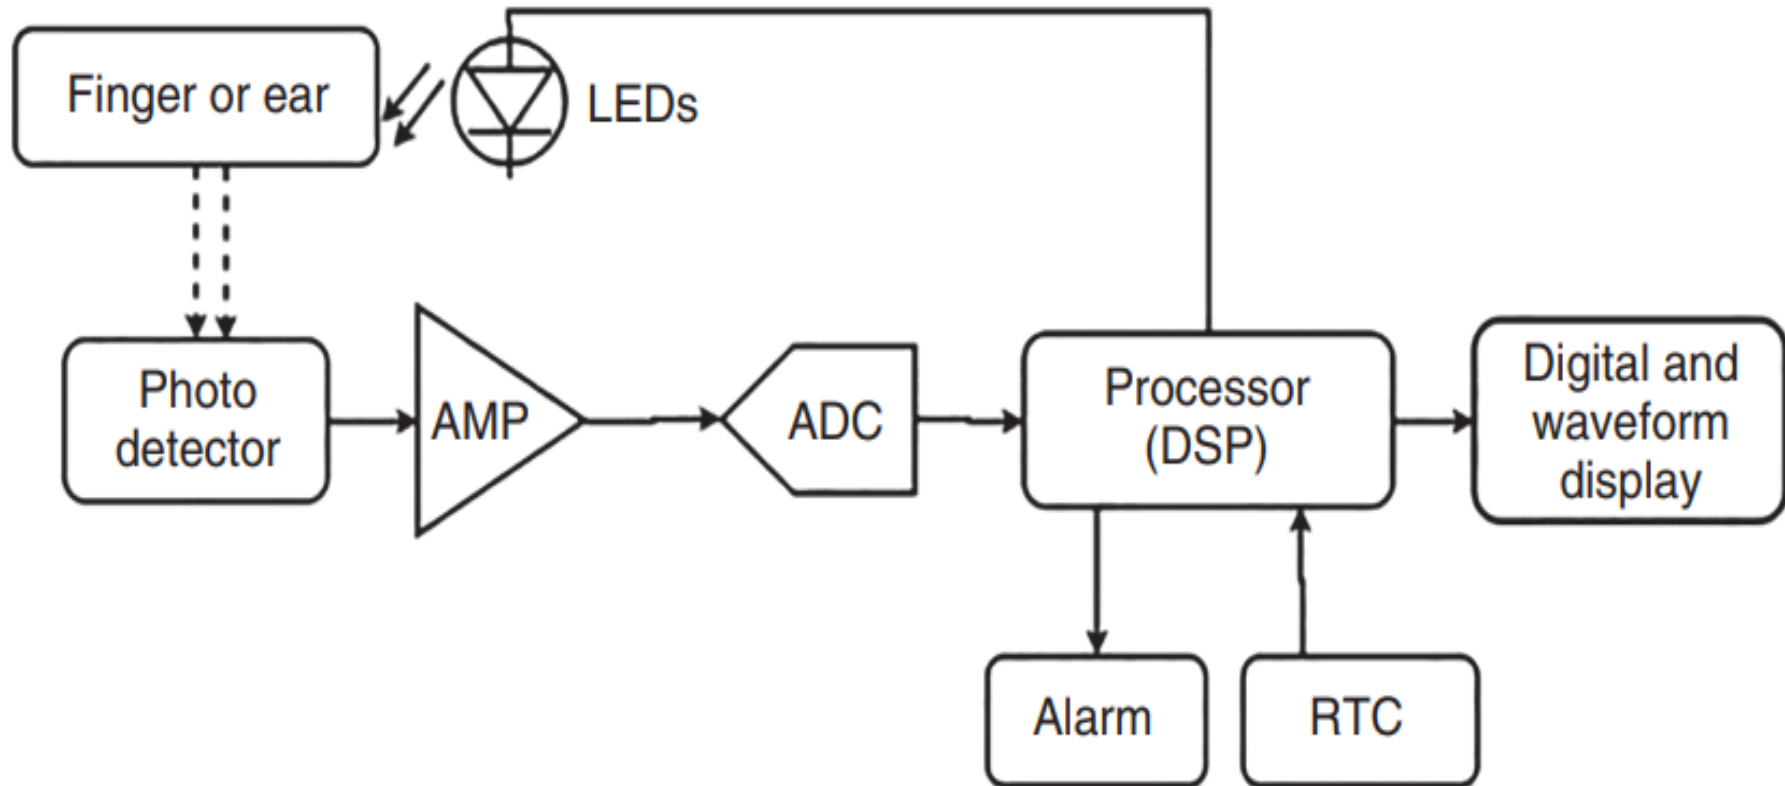 Finger or ear
LEDs
Photo
detector
AMP
ADC
Processor
(DSP)
Digital and
waveform
display
Alarm
RTC